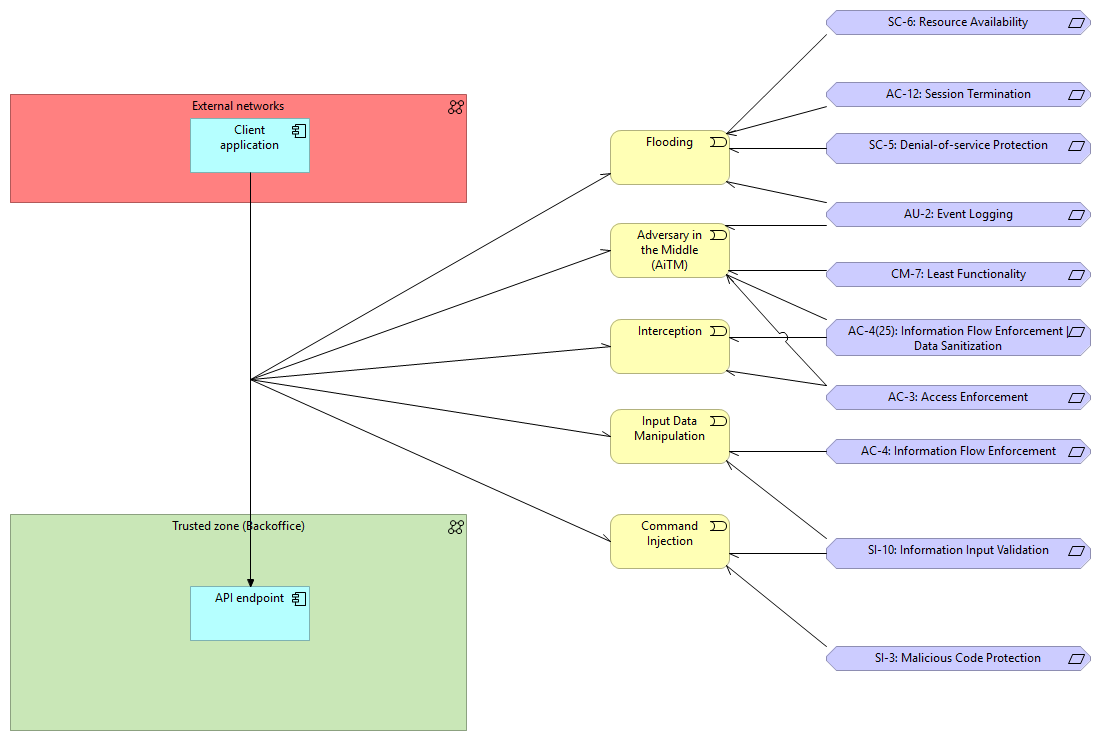 External networks
Client
application
Trusted zone (Backoffice)
API endpoint
Flooding
Adversary in
the Middle
(AiTM)
Interception
Input Data
Manipulation
Command
Injection
SC-6: Resource Availability
AC-12: Session Termination
SC-5: Denial-of-service Protection
AU-2: Event Logging
CM-7: Least Functionality
AC-4(25): Information Flow Enforcement |
Data Sanitization
AC-3: Access Enforcement
AC-4: Information Flow Enforcement
SI-10: Information Input Validation
SI-3: Malicious Code Protection